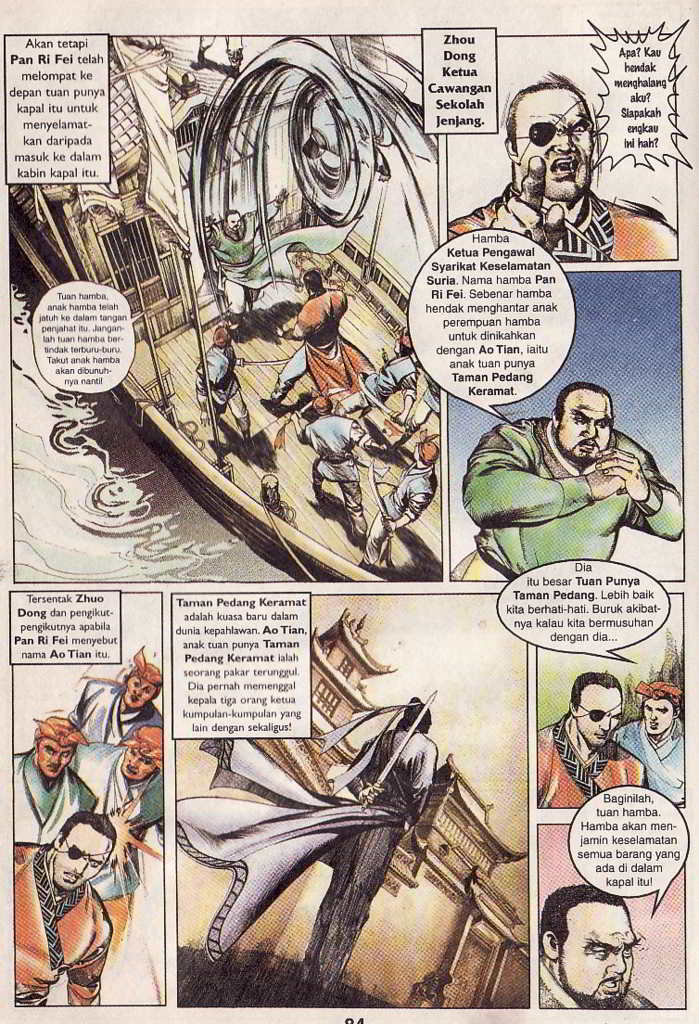 Akan tetapi
Pan Ri Fei telah
melompat ke
depan tuan punya
kapal itu untuk
menyelamat-
kan daripada
masuk ke dalam
kabin kapal itu.
Tuan hamba,
anak hamba telah
jatuh ke dalam tangan
penjahat itu. Jangan-
lah tuan hamba ber-
tindak terburu-buru.
Takut anak hamba
akan dibunuh-
nya nanti!
Zhou
Dong
Ketua
Cawangan
Sekolah
Jenjang.
Apa? Kau
hendak
menghalang
aku?
Siapakah
engkau
ini hah?
Hamba
Ketua Pengawal
Syarikat Keselamatan
Suria. Nama hamba Pan
Ri Fei. Sebenar hamba
hendak menghantar anak
perempuan hamba
untuk dinikahkan
dengan Ao Tian, iaitu
anak tuan punya
Taman Pedang
Keramat.
Tersentak Zhuo
Dong dan pengikut-
pengikutnya apabila
Pan Ri Fei menyebut
nama Ao Tian itu.
Taman Pedang Keramat
adalah kuasa baru dalam
dunia kepahlawan. Ao Tian,
anak tuan punya Taman
Pedang Keramat ialah
seorang pakar terunggul.
Dia pernah memenggal
kepala tiga orang ketua
kumpulan-kumpulan yang
lain dengan sekaligus!
Dia
itu besar Tuan Punya
Taman Pedang. Lebih baik
kita berhati-hati. Buruk akibat-
nya kalau kita bermusuhan
dengan dia...
Baginilah,
tuan hamba.
Hamba akan men-
jamin keselamatan
semua barang yang
ada di dalam
kapal itu!
84